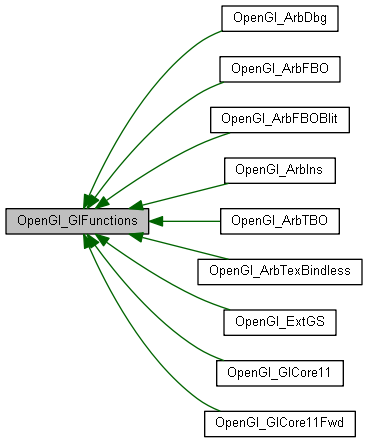 OpenGl_ArbDbg
OpenGl_ArbFBO
OpenGl_ArbFBOBlit
OpenGl_ArbIns
OpenGl_GlFunctions
OpenGl_ArbTBO
OpenGl_ArbTexBindless
OpenGl_ExtGS
OpenGl_GlCore11
OpenGl_GlCore11Fwd